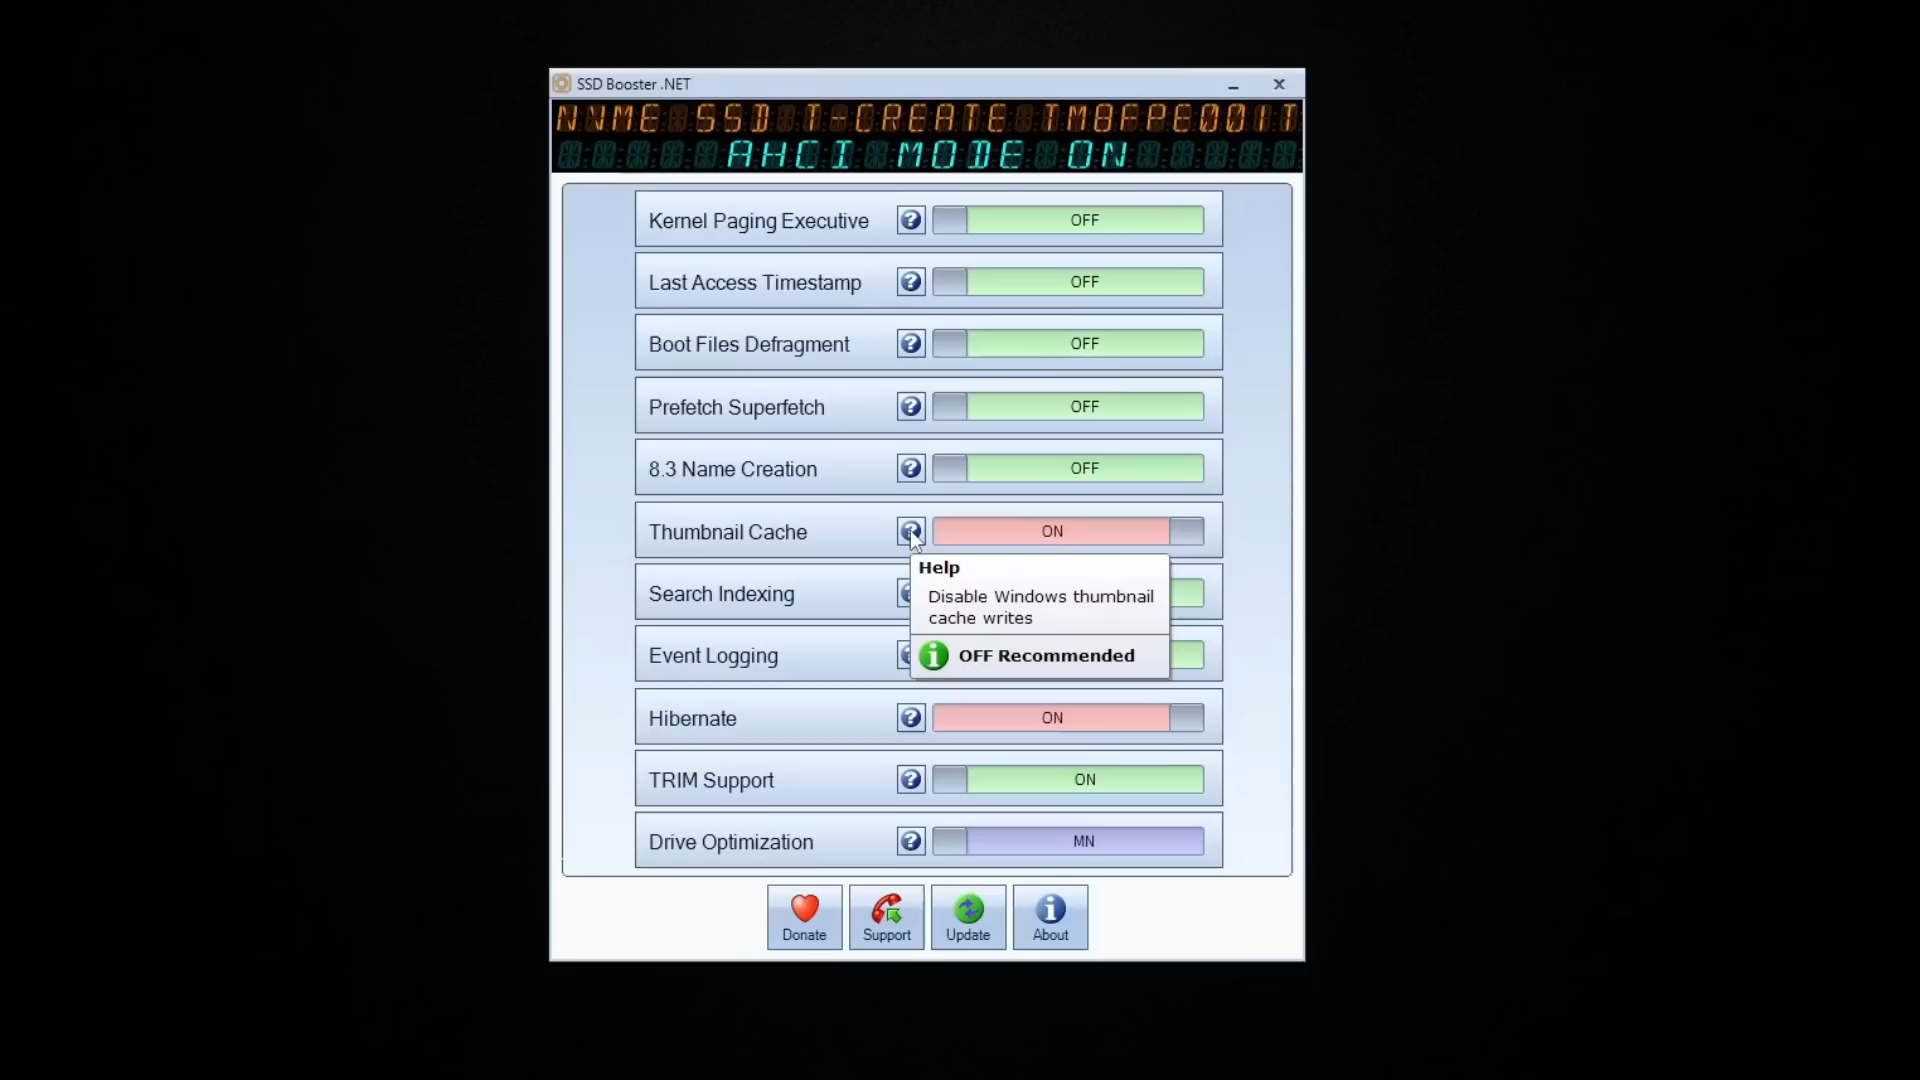 SSD Booster .NET
NVME SSD T-CREATE TM8FPE001T
AHCI MODE ON
Kernel Paging Executive OFF
Last Access Timestamp OFF
Boot Files Defragment OFF
Prefetch Superfetch OFF
8.3 Name Creation OFF
Thumbnail Cache ON
Help
Disable Windows thumbnail
cache writes
OFF Recommended
Search Indexing
Event Logging
Hibernate ON
TRIM Support ON
Drive Optimization MN
Donate Support Update About